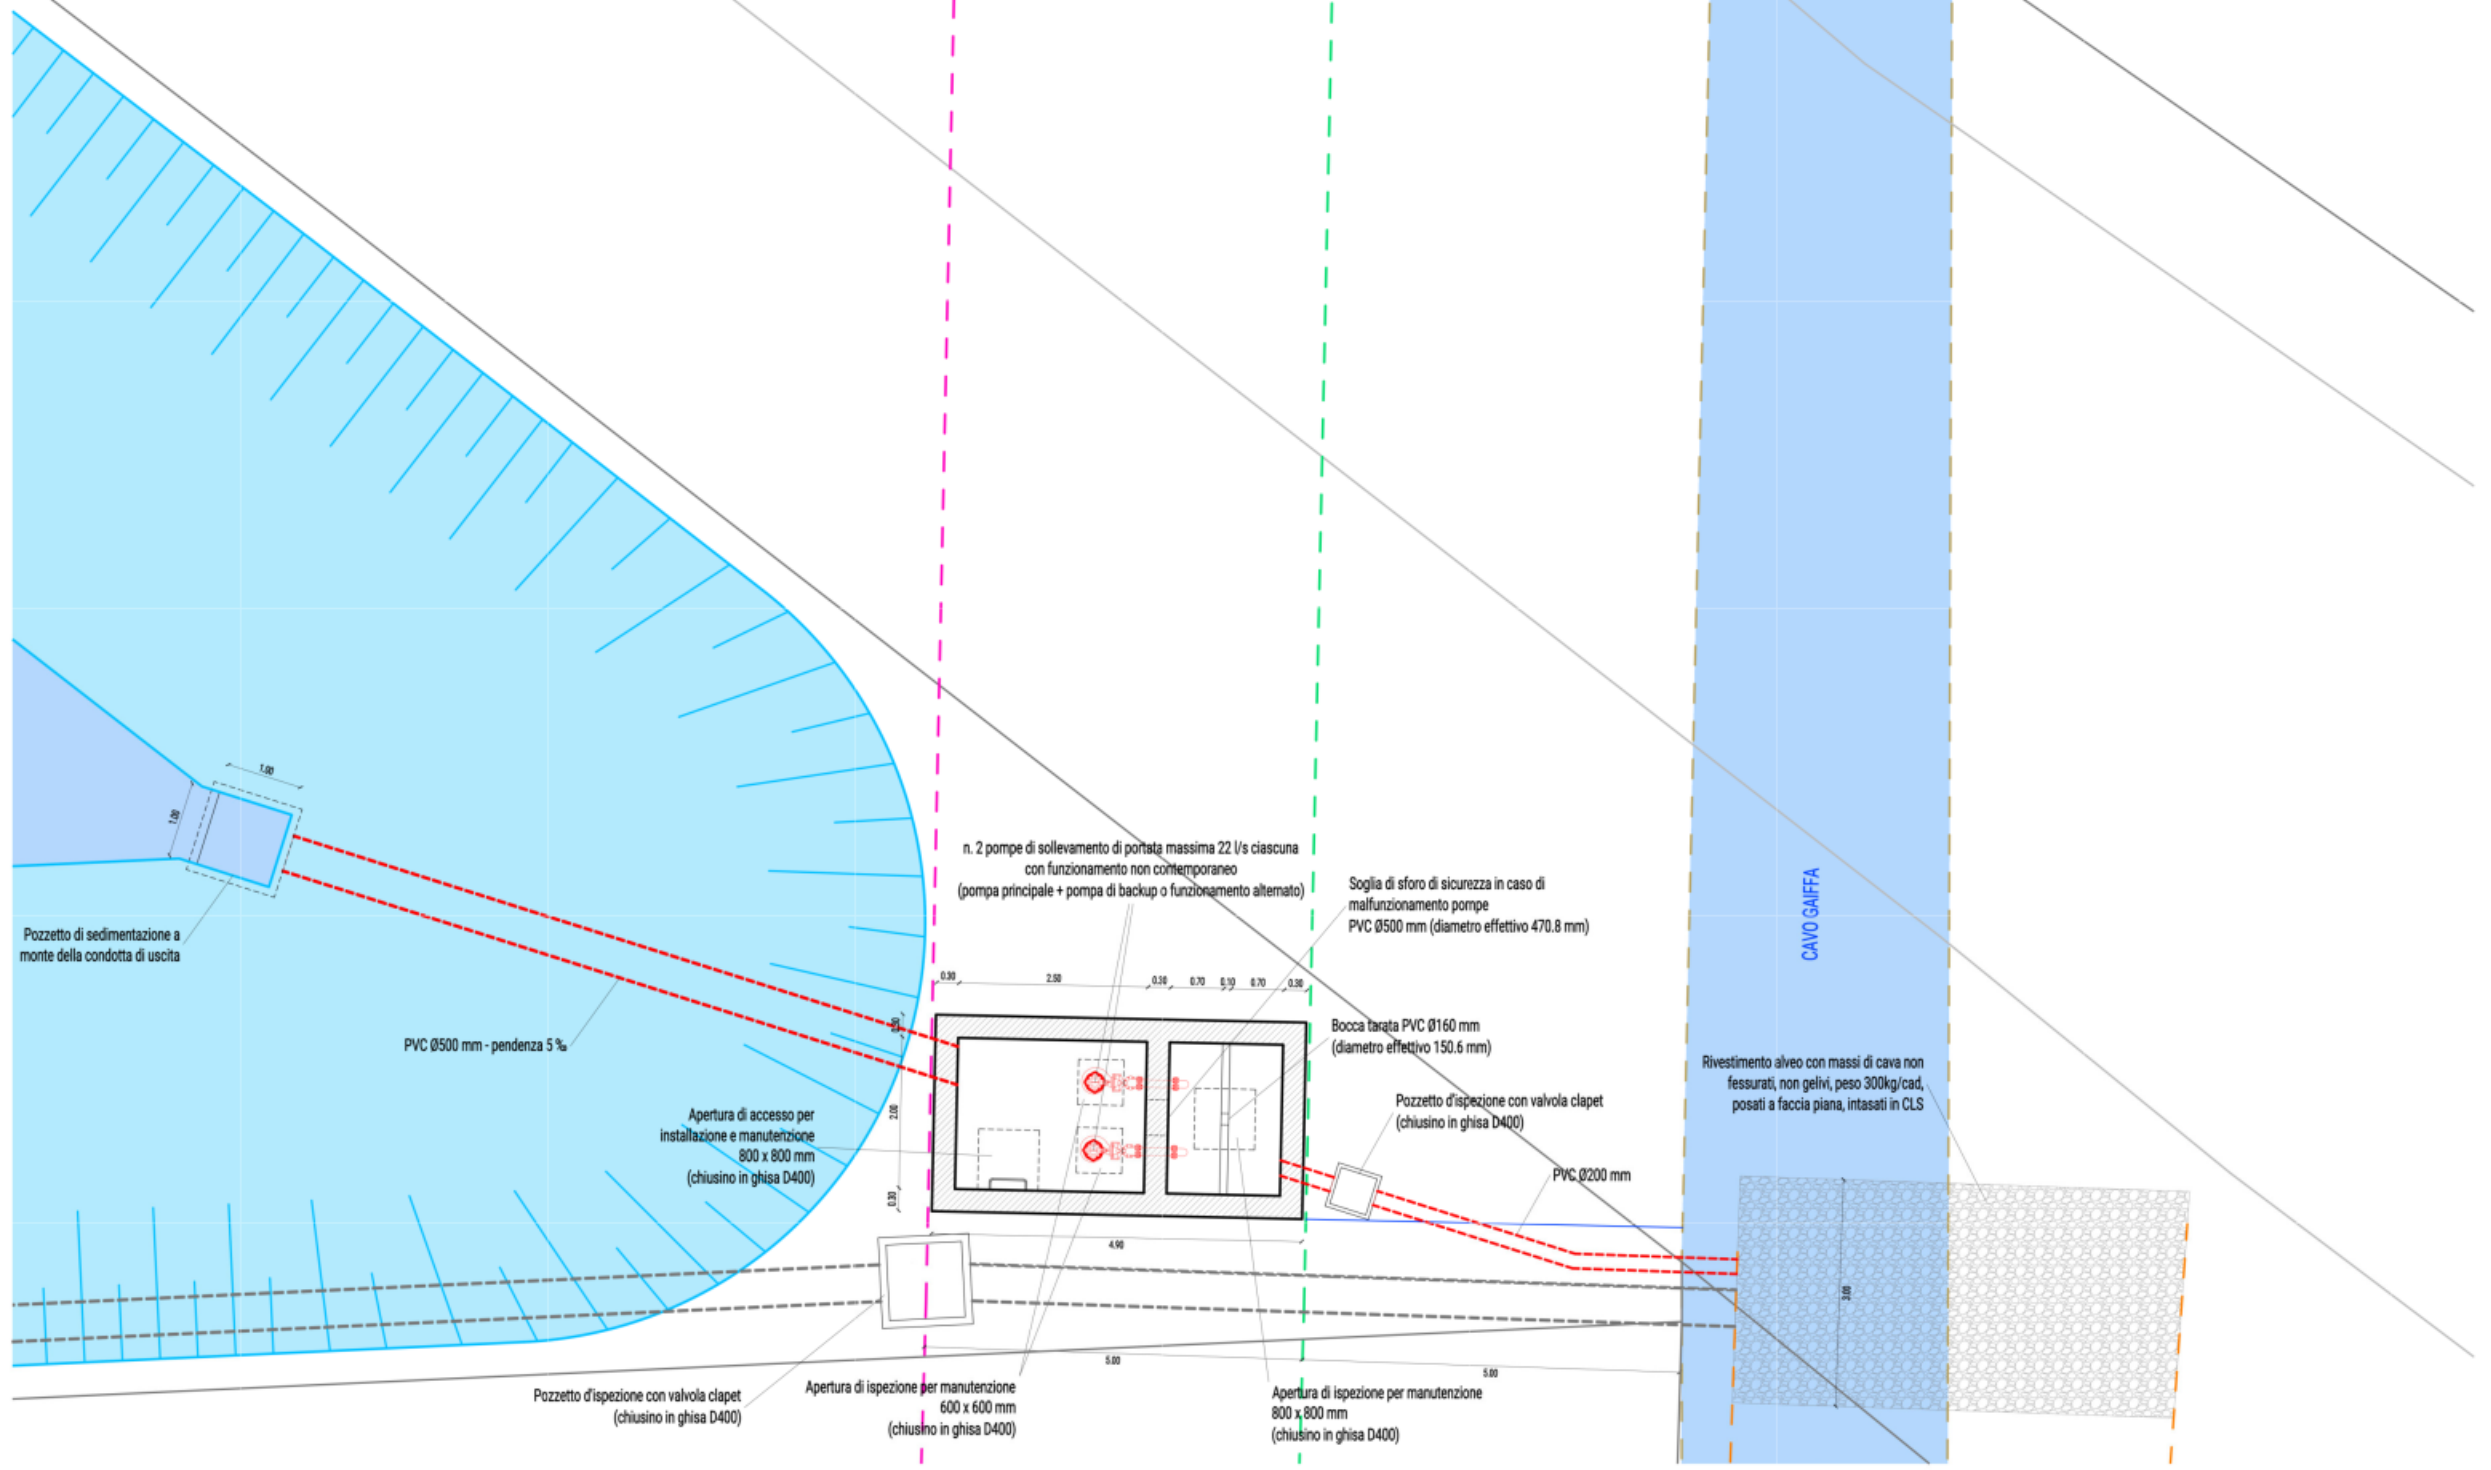 1.90
1.00
Pozzetto di sedimentazione a
monte della condotta di uscita
PVC Ø500 mm - pendenza 5 ‰
n. 2 pompe di sollevamento di portata massima 22 l/s ciascuna
con funzionamento non contemporaneo
(pompa principale + pompa di backup o funzionamento alternato)
Soglia di sforo di sicurezza in caso di
malfunzionamento pompe
PVC Ø500 mm (diametro effettivo 470.8 mm)
CAVO GAIFFA
0.30
2.50
0.30
0.70
0.10
0.70
0.30
0.30
2.00
0.30
Bocca tarata PVC Ø160 mm
(diametro effettivo 150.6 mm)
Rivestimento alveo con massi di cava non
fessurati, non gelivi, peso 300kg/cad,
posati a faccia piana, intasati in CLS
Apertura di accesso per
installazione e manutenzione
800 x 800 mm
(chiusino in ghisa D400)
Pozzetto d'ispezione con valvola clapet
(chiusino in ghisa D400)
PVC Ø200 mm
4.90
3.00
5.00
5.00
Pozzetto d'ispezione con valvola clapet
(chiusino in ghisa D400)
Apertura di ispezione per manutenzione
600 x 600 mm
(chiusino in ghisa D400)
Apertura di ispezione per manutenzione
800 x 800 mm
(chiusino in ghisa D400)